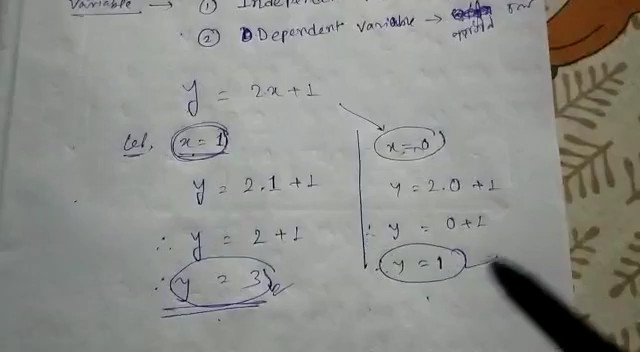 Variable → ① Independe
② Dependent Variable →
y = 2x+1
Let, x = 1
y = 2.1+1
∴ y = 2+1
∴ y = 3
x = 0
y = 2.0+1
∴ y = 0+1
∴ y = 1